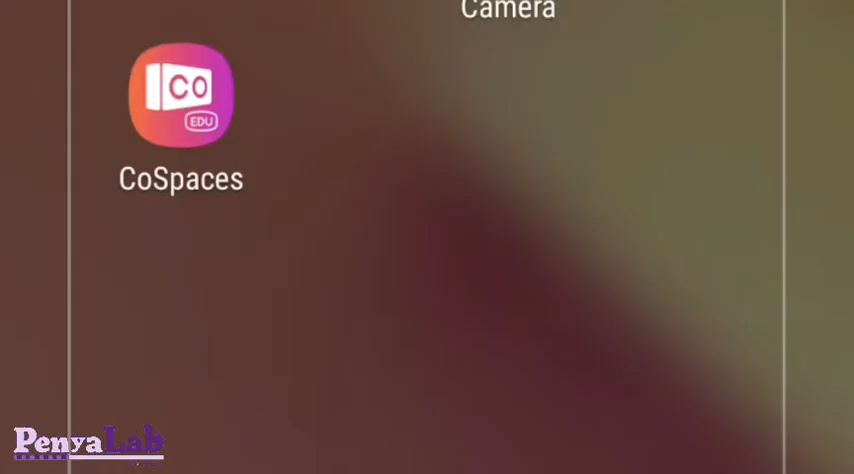 Camera
CO
EDU
CoSpaces
PenyaLab